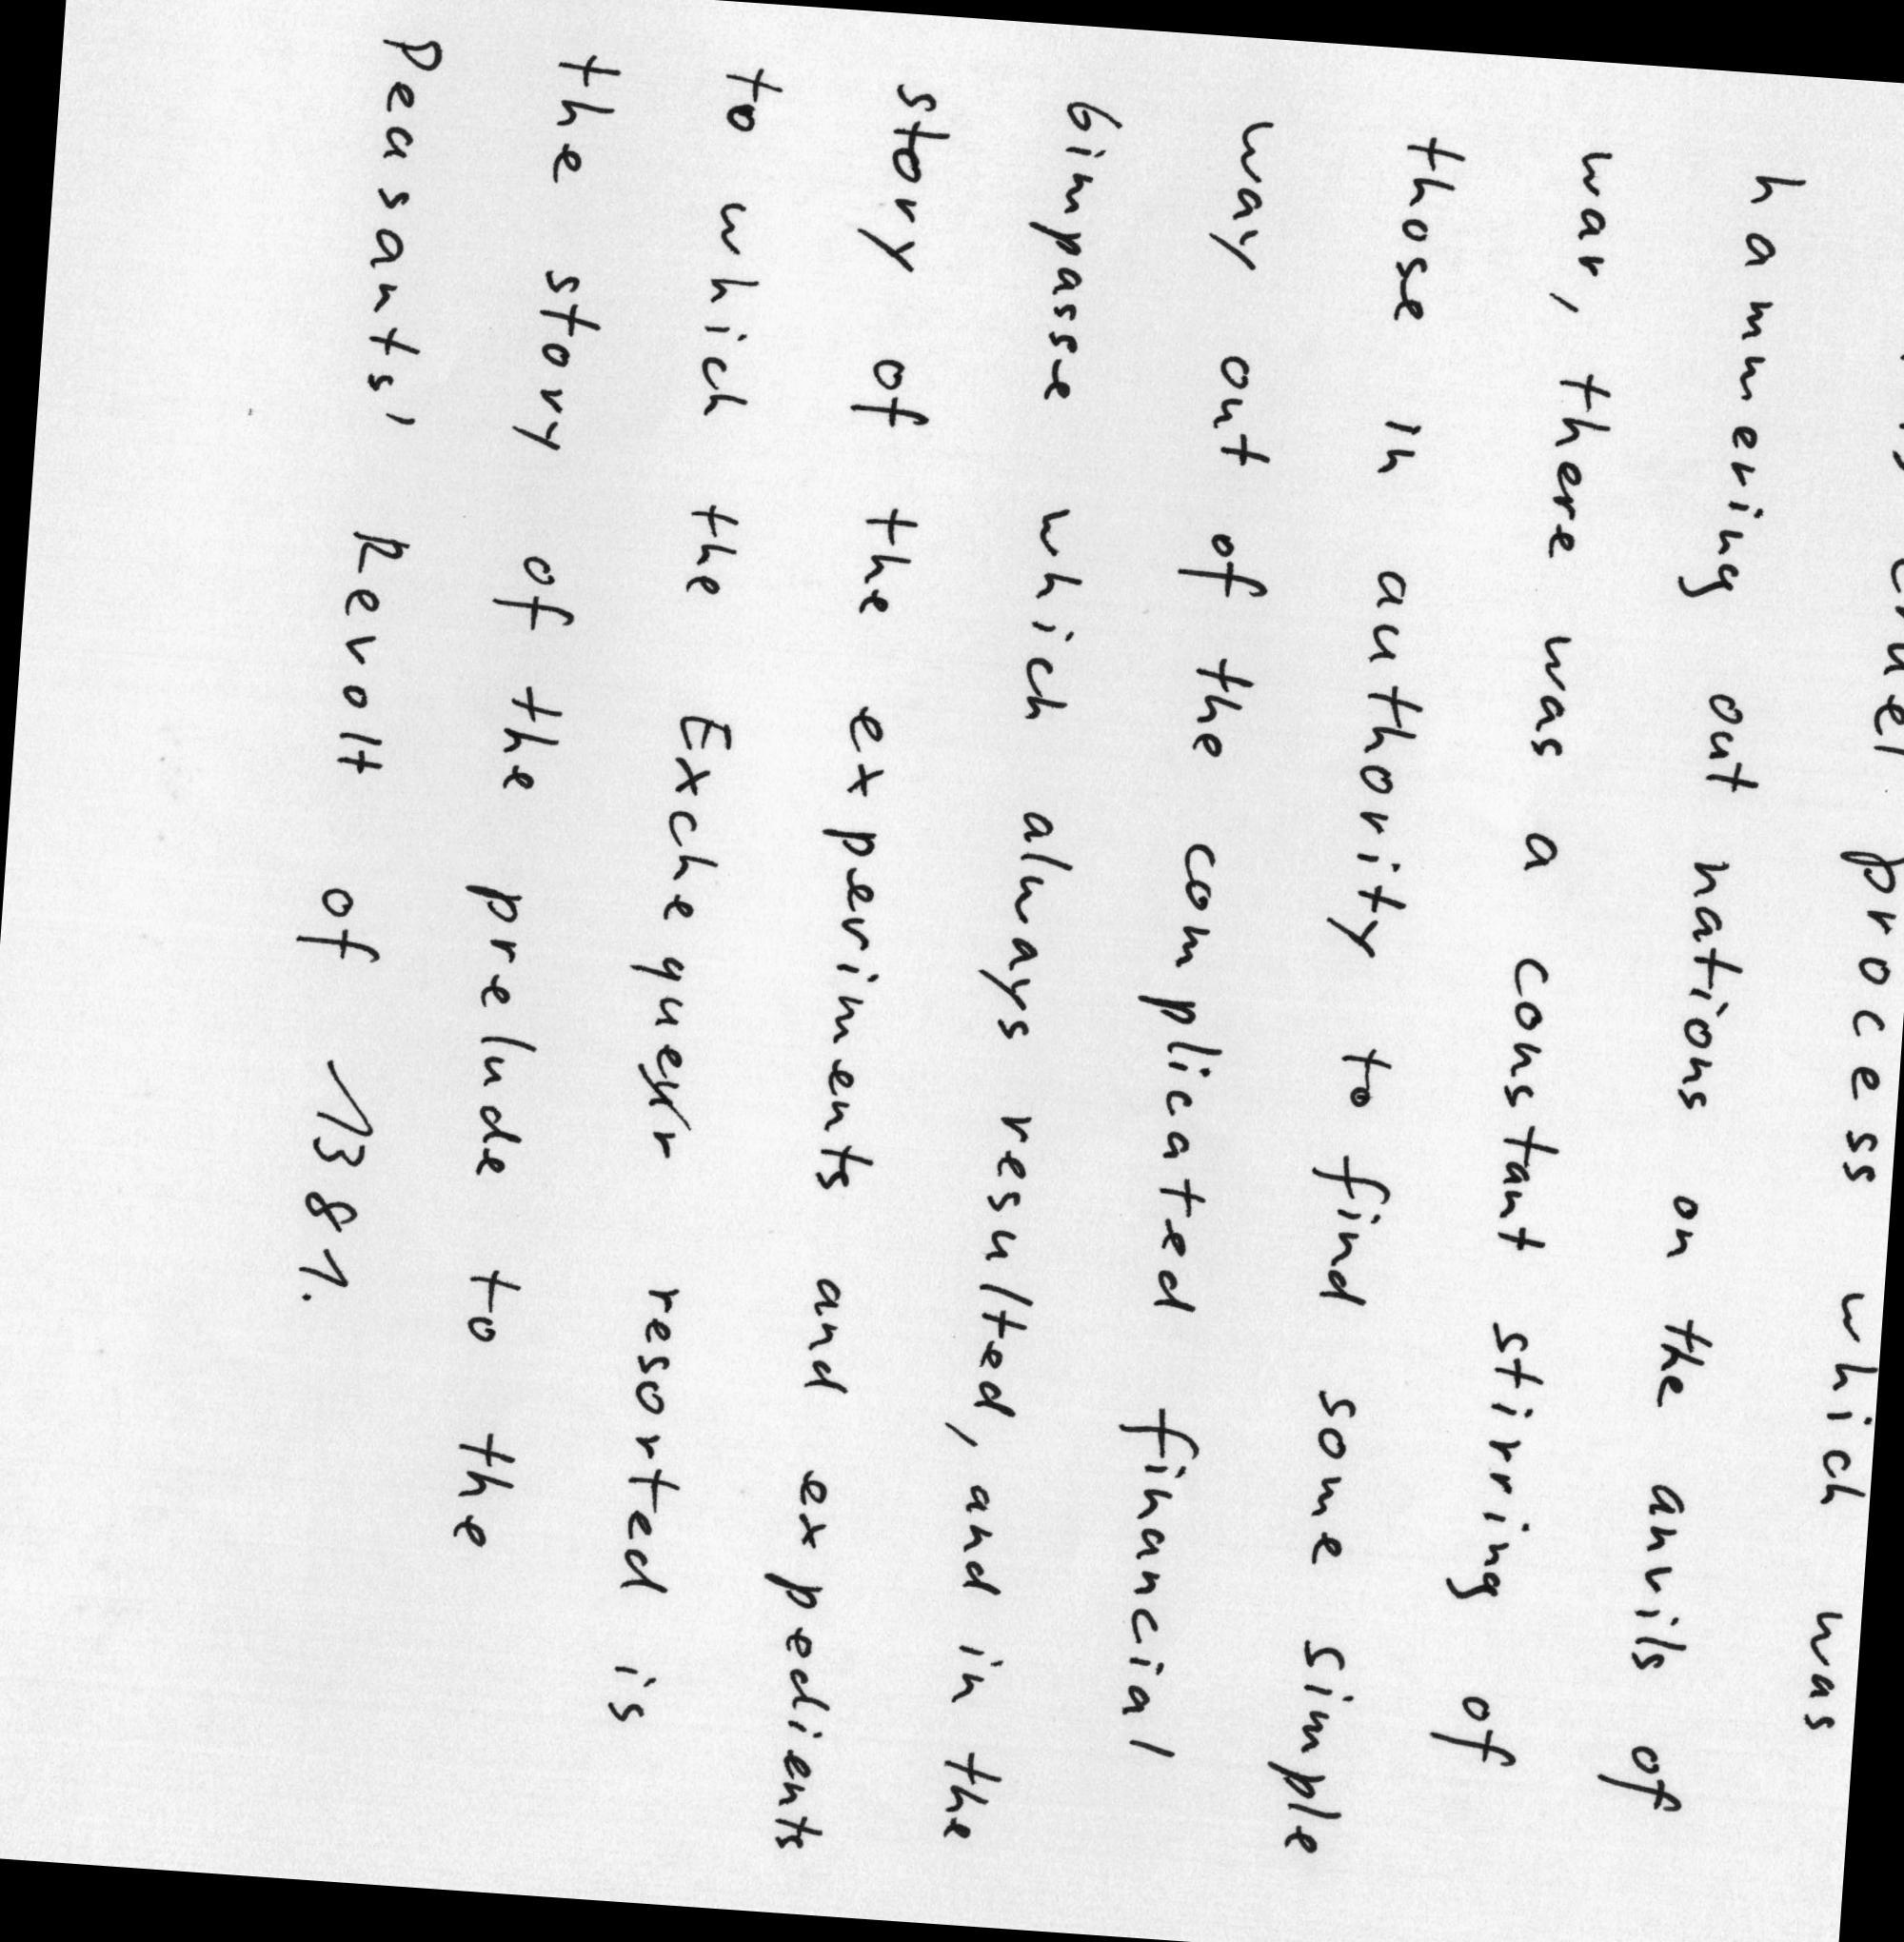 cruel process which was
hammering out nations on the anvils of
war, there was a constant stirring of
those in authority to find some simple
way out of the complicated financial
6impasse which always resulted, and in the
story of the experiments and expedients
to which the Exchequer resorted is
the story of the prelude to the
Peasants' Revolt of 1381.